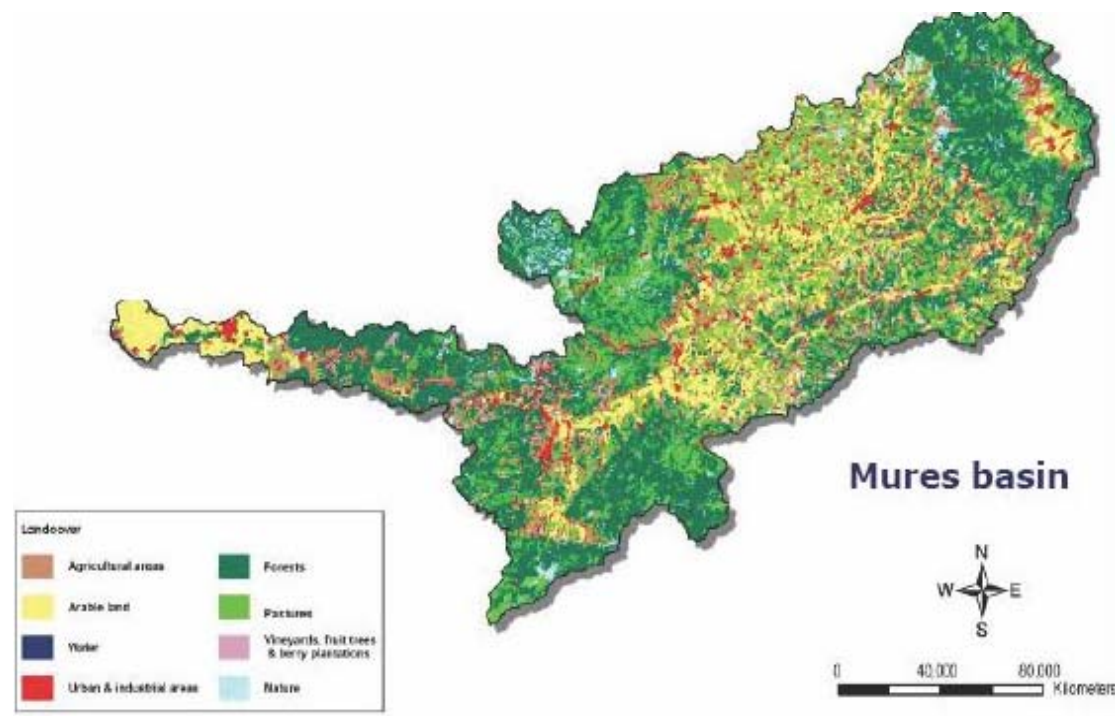 Mures basin
Landcover
Agricultural areas
Forests
Arable land
Pastures
Water
Vineyards, fruit trees
& berry plantations
Urban & industrial areas
Nature
N
W E
S
0 40,000 80,000
Kilometers